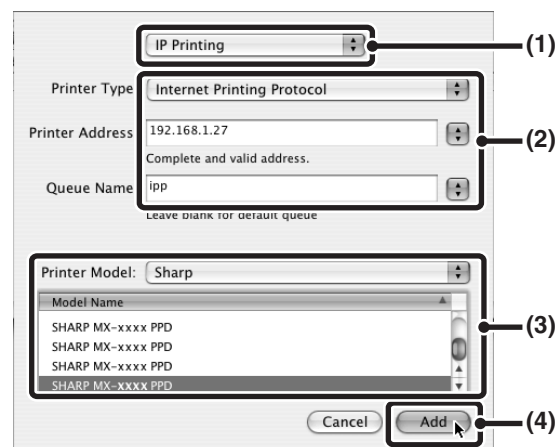 IP Printing
(1)
Printer Type Internet Printing Protocol
Printer Address 192.168.1.27
(2)
Complete and valid address.
Queue Name ipp
Leave blank for default queue
Printer Model: Sharp
Model Name
SHARP MX-xxxx PPD
SHARP MX-xxxx PPD
(3)
SHARP MX-xxxx PPD
SHARP MX-xxxx PPD
Cancel Add
(4)